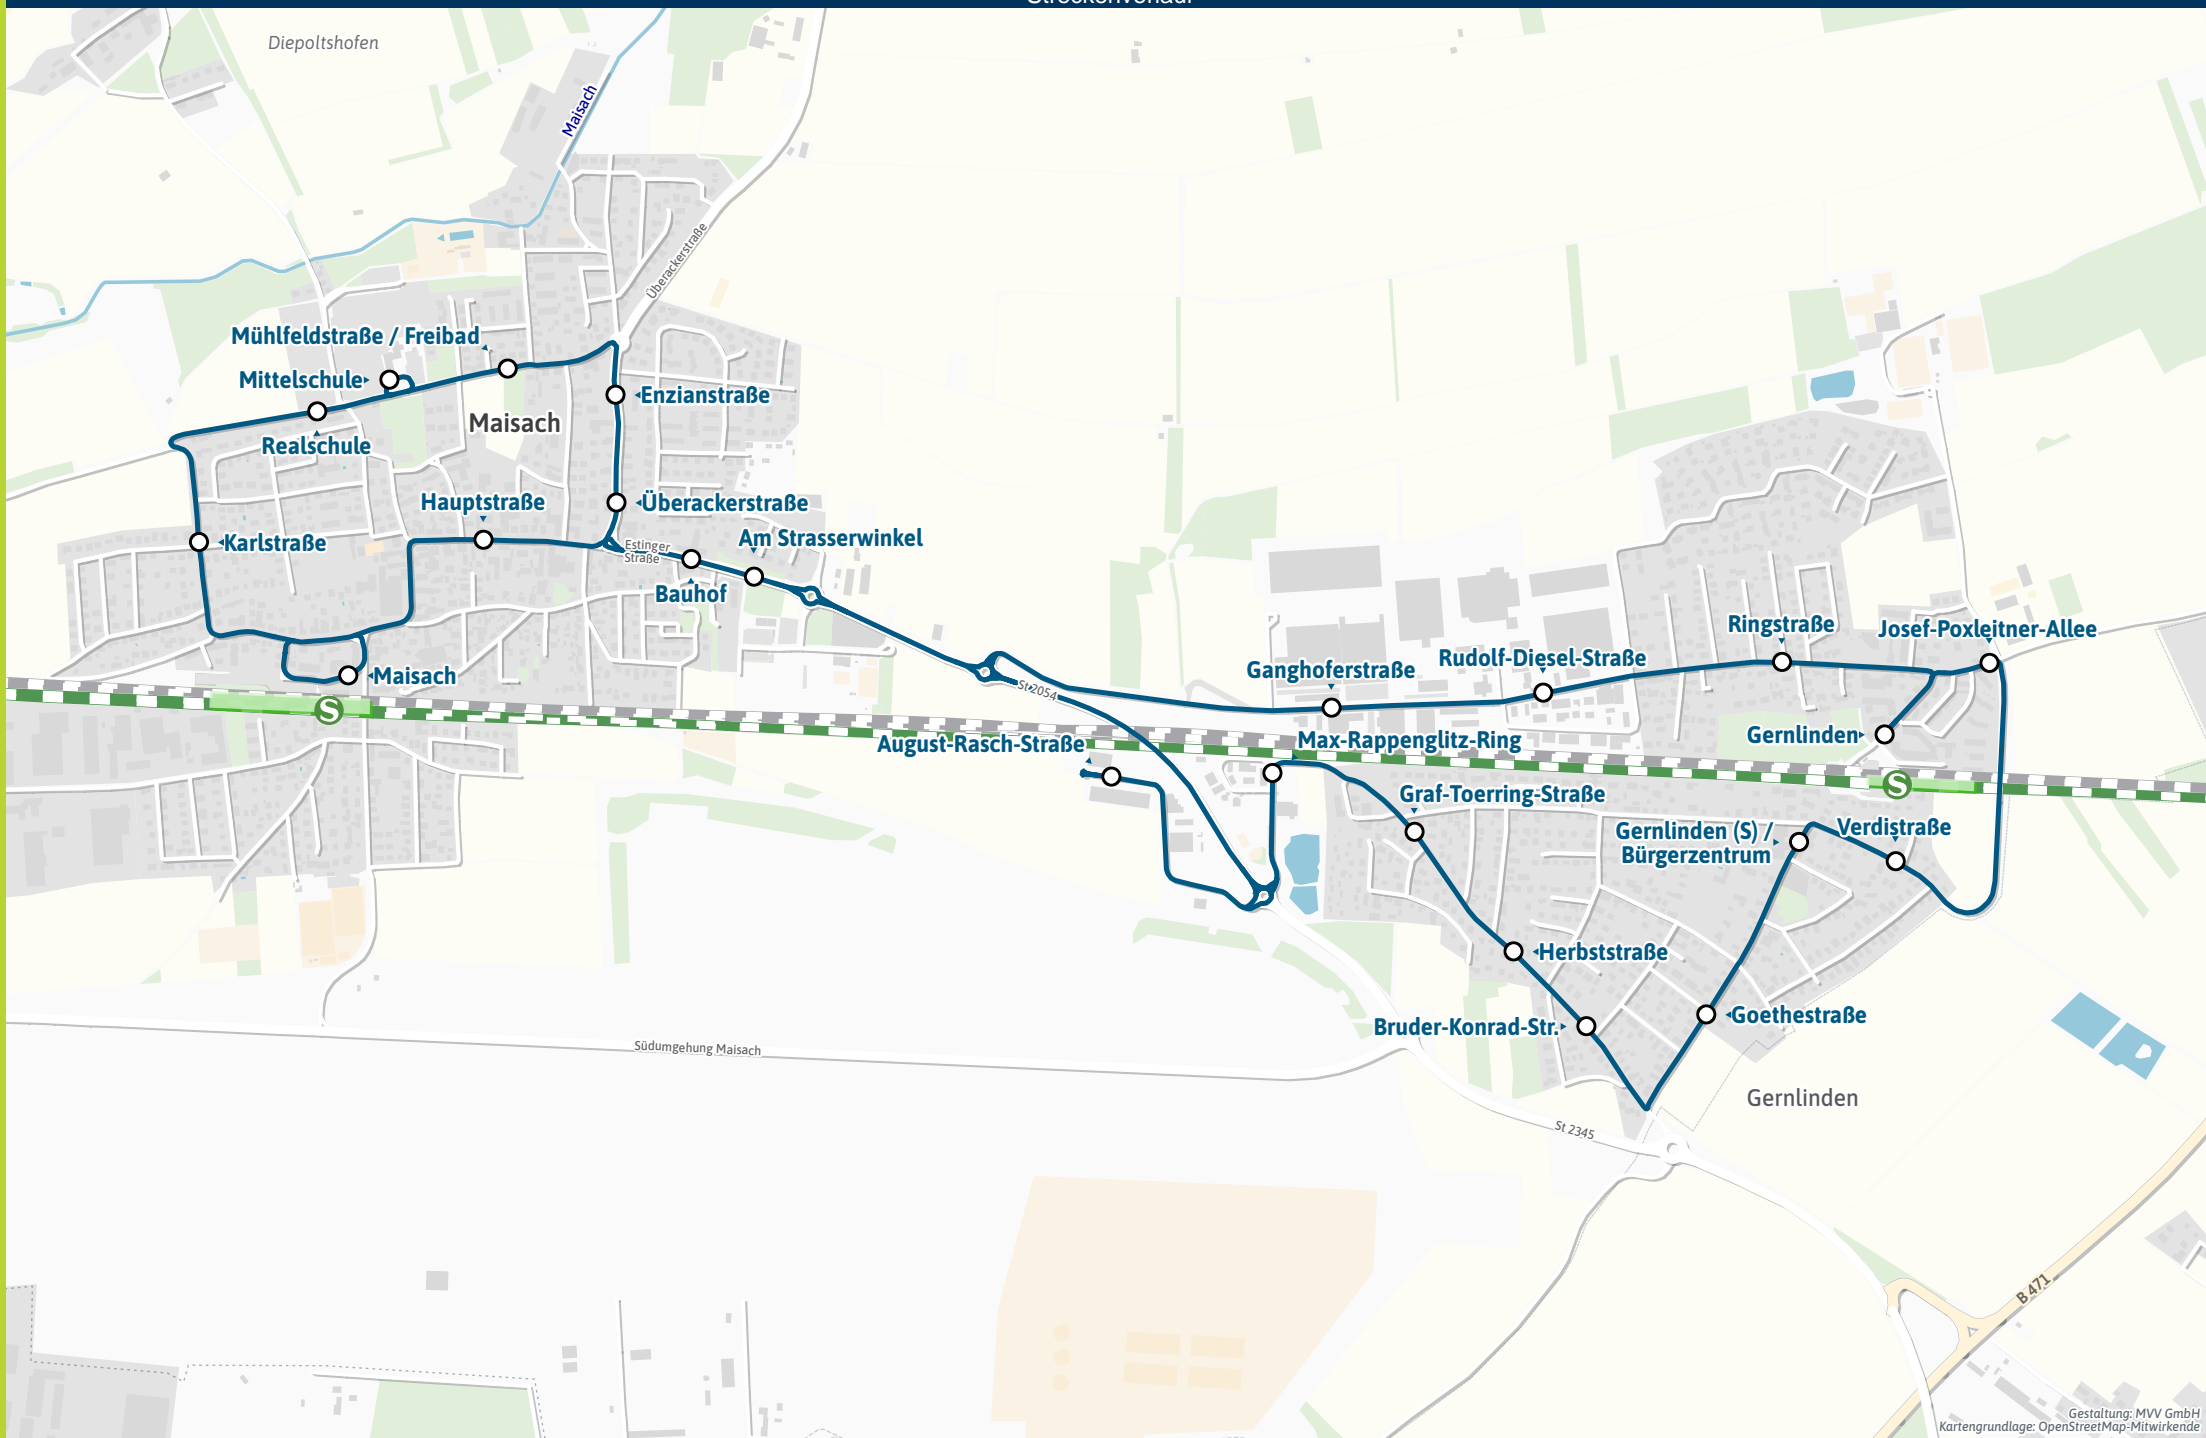 Streckenverlauf
Diepoltshofen
Maisach
Überackerstraße
Mühlfeldstraße / Freibad
Mittelschule
Enzianstraße
Maisach
Realschule
Hauptstraße
Überackerstraße
Karlstraße
Am Strasserwinkel
Estinger
Straße
Bauhof
Ringstraße
Josef-Poxleitner-Allee
Ganghoferstraße
Rudolf-Diesel-Straße
Maisach
St 2054
S
August-Rasch-Straße
Max-Rappenglitz-Ring
Gernlinden
S
Graf-Toerring-Straße
Gernlinden (S) /
Bürgerzentrum
Verdistraße
Herbststraße
Bruder-Konrad-Str.
Goethestraße
Südumgehung Maisach
Gernlinden
St 2345
B 471
Gestaltung: MVV GmbH
Kartengrundlage: OpenStreetMap-Mitwirkende